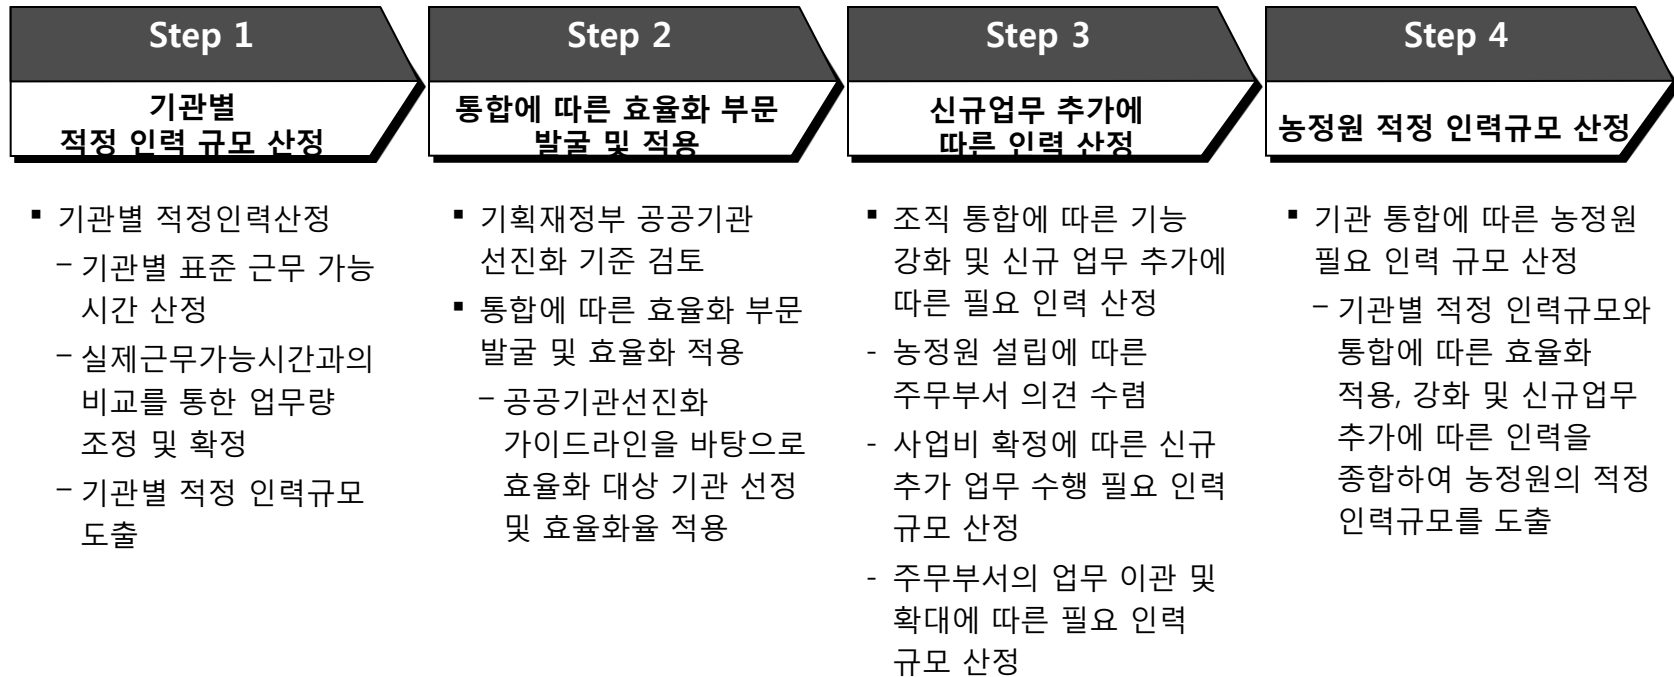 Step 1
기관별
적정 인력 규모 산정
▪ 기관별 적정인력산정
– 기관별 표준 근무 가능
시간 산정
– 실제근무가능시간과의
비교를 통한 업무량
조정 및 확정
– 기관별 적정 인력규모
도출
Step 2
통합에 따른 효율화 부문
발굴 및 적용
▪ 기획재정부 공공기관
선진화 기준 검토
▪ 통합에 따른 효율화 부문
발굴 및 효율화 적용
– 공공기관선진화
가이드라인을 바탕으로
효율화 대상 기관 선정
및 효율화율 적용
Step 3
신규업무 추가에
따른 인력 산정
▪ 조직 통합에 따른 기능
강화 및 신규 업무 추가에
따른 필요 인력 산정
- 농정원 설립에 따른
주무부서 의견 수렴
- 사업비 확정에 따른 신규
추가 업무 수행 필요 인력
규모 산정
- 주무부서의 업무 이관 및
확대에 따른 필요 인력
규모 산정
Step 4
농정원 적정 인력규모 산정
▪ 기관 통합에 따른 농정원
필요 인력 규모 산정
– 기관별 적정 인력규모와
통합에 따른 효율화
적용, 강화 및 신규업무
추가에 따른 인력을
종합하여 농정원의 적정
인력규모를 도출